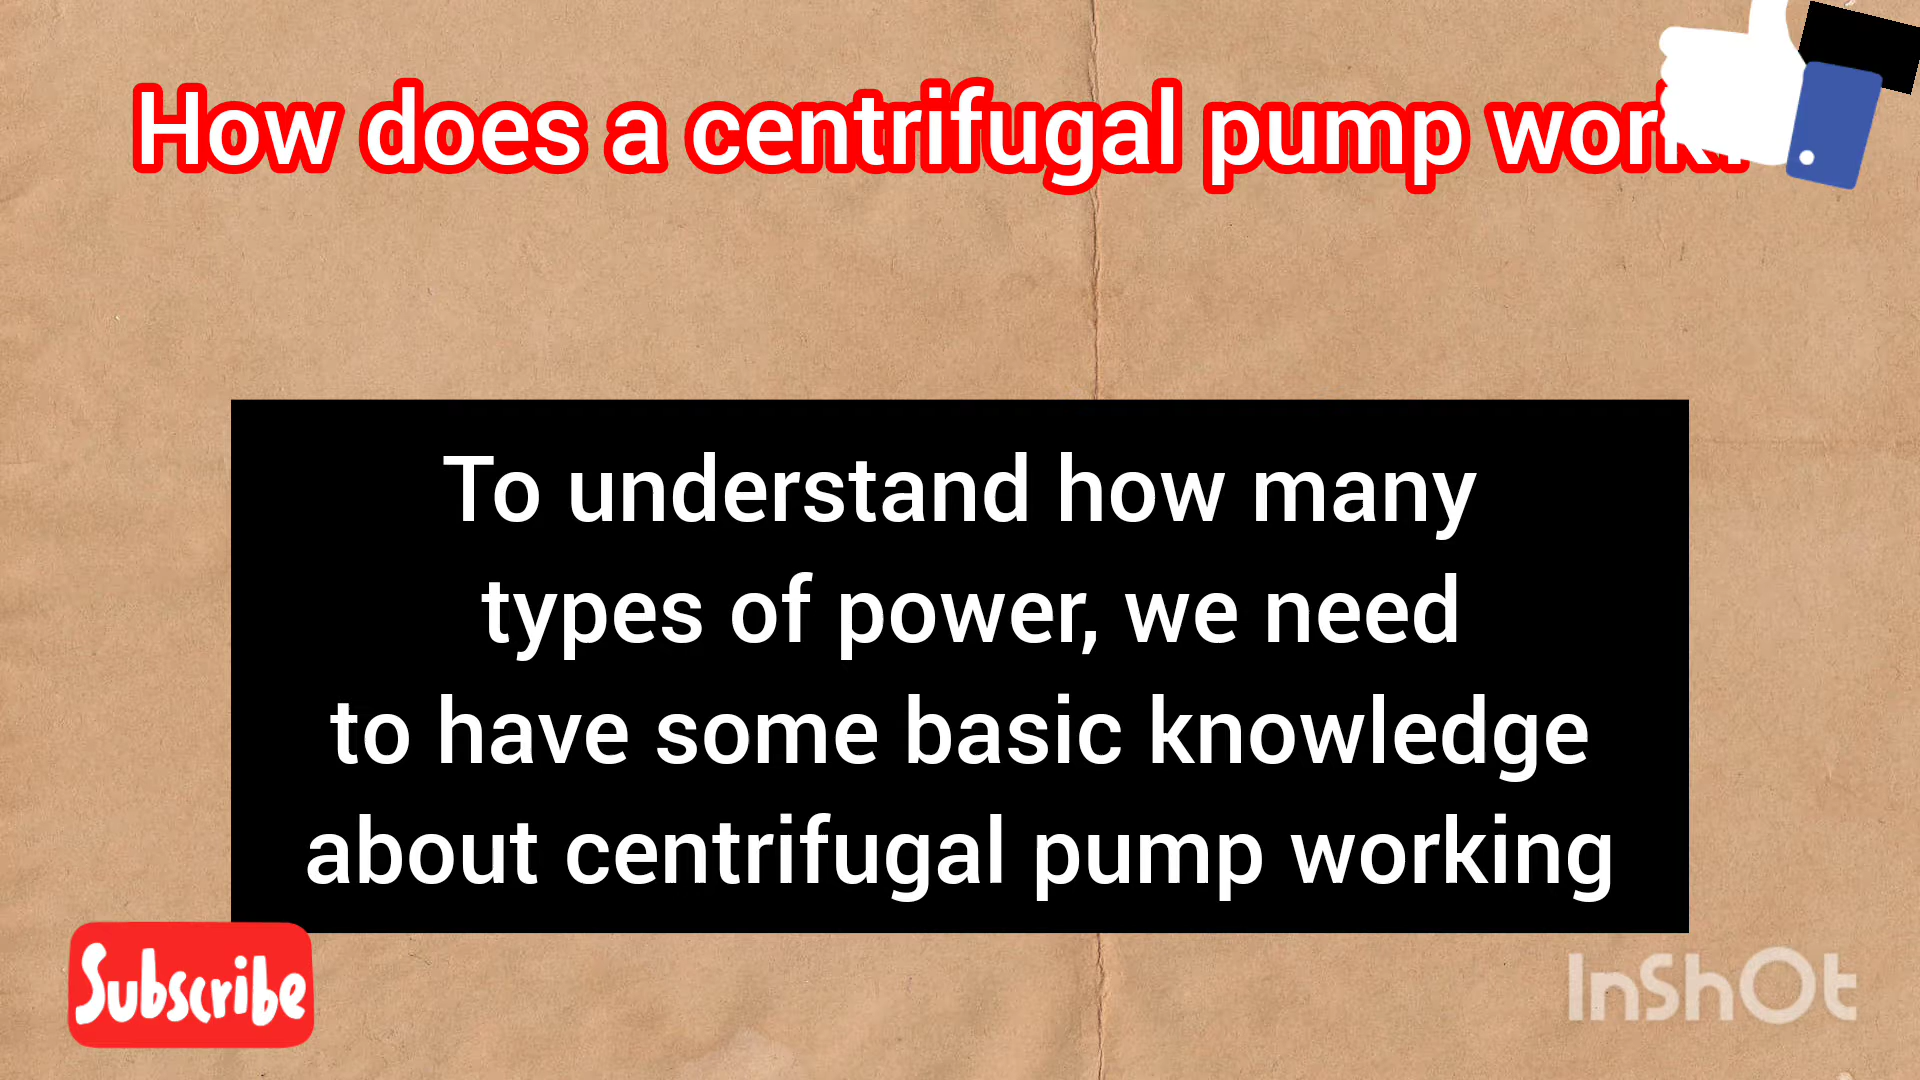 How does a centrifugal pump work?
To understand how many
types of power, we need
to have some basic knowledge
about centrifugal pump working
Subscribe
InShOt